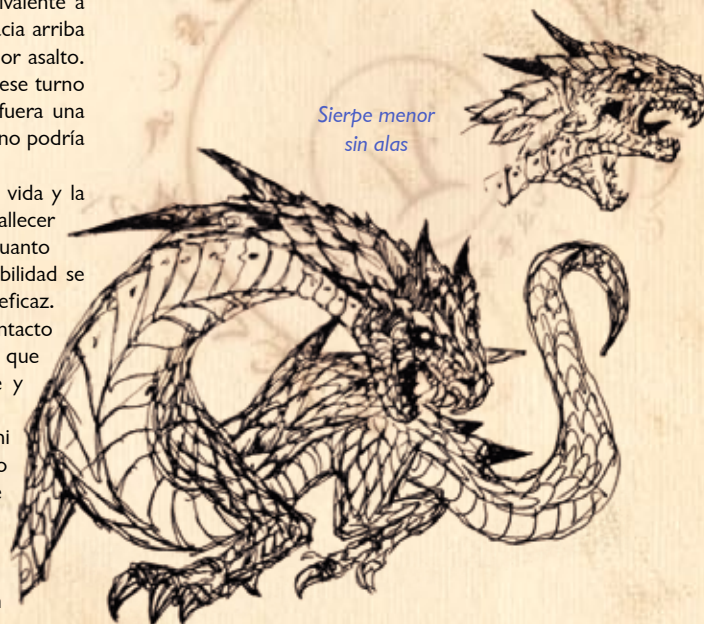 ivalente a
cia arriba
or asalto.
ese turno
fuera una
no podría
vida y la
allecer
uanto
bilidad se
eficaz.
ntacto
que
y
Sierpe menor
sin alas